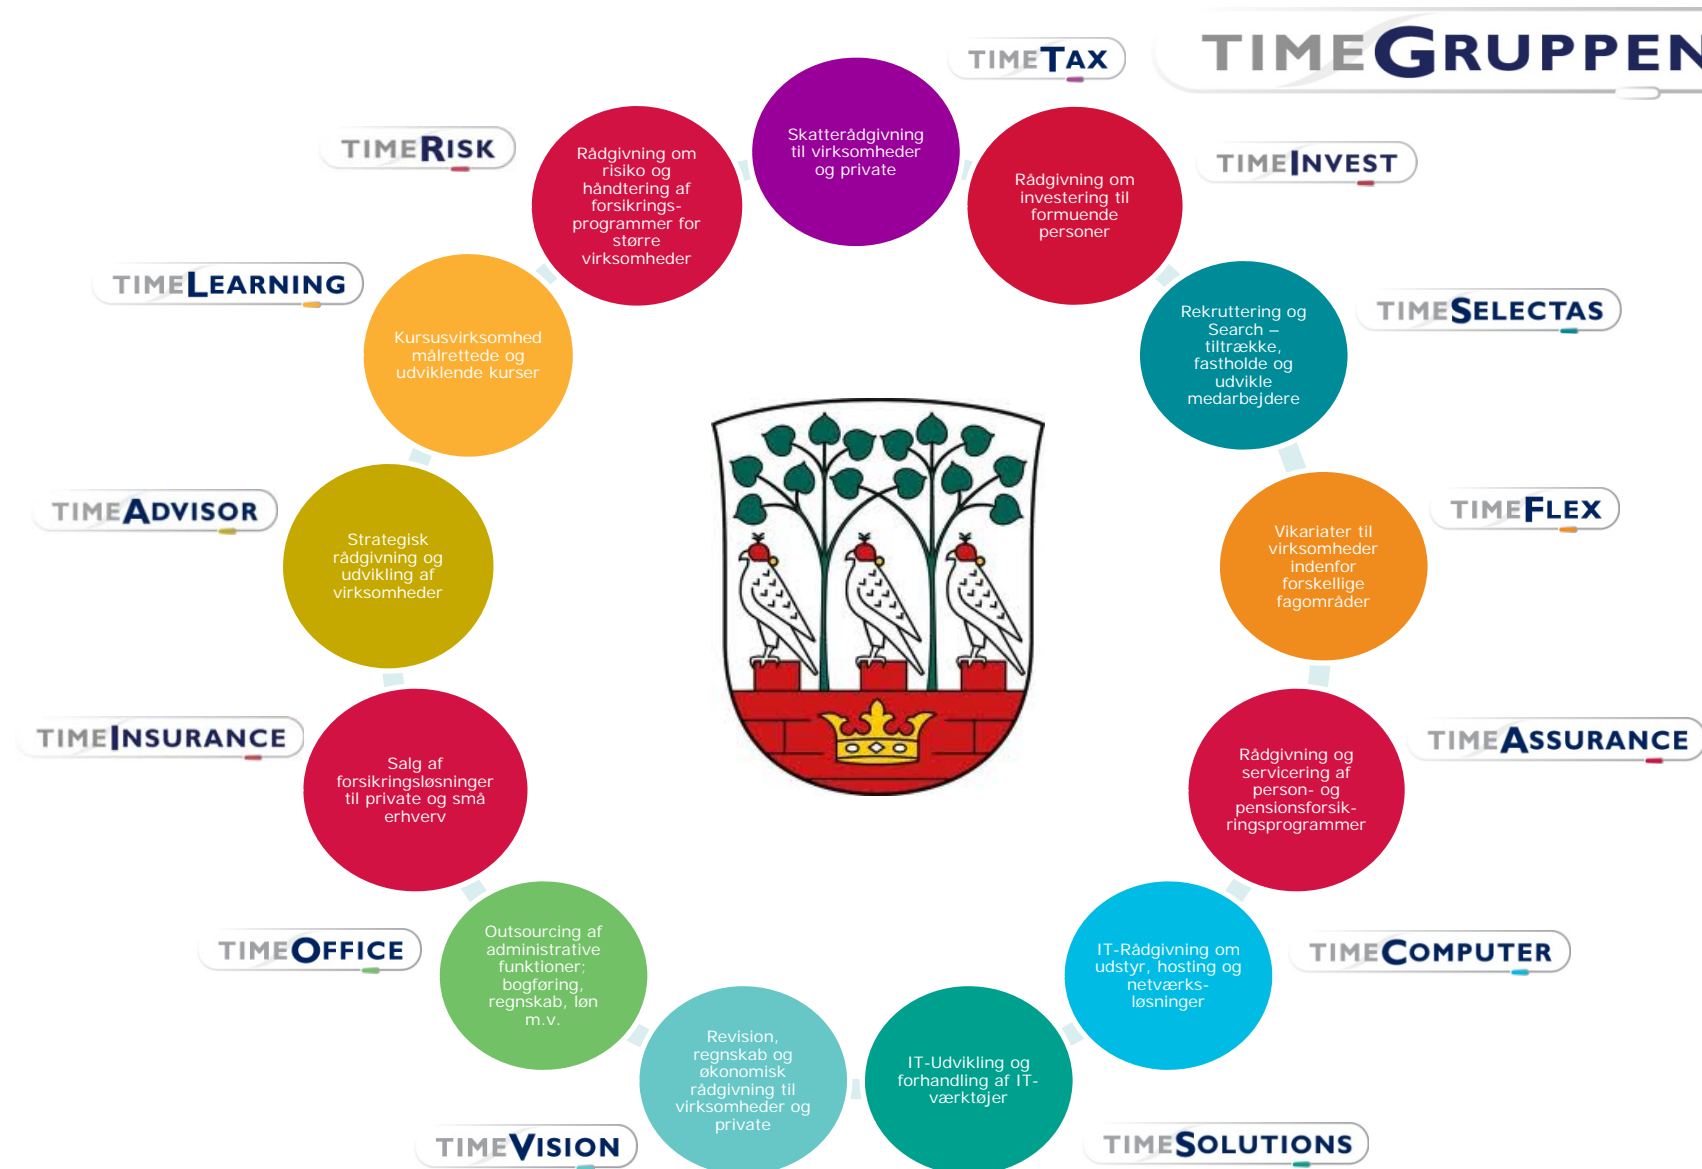 TIMEGRUPPEN
TIMETAX
Skatterådgivning
til virksomheder
og private
TIMEINVEST
Rådgivning om
investering til
formuende
personer
TIMESELECTAS
Rekruttering og
Search –
tiltrække,
fastholde og
udvikle
medarbejdere
TIMEFLEX
Vikariater til
virksomheder
indenfor
forskellige
fagområder
TIMEASSURANCE
Rådgivning og
servicering af
person- og
pensionsforsik-
ringsprogrammer
TIMECOMPUTER
IT-Rådgivning om
udstyr, hosting og
netværks-
løsninger
TIMESOLUTIONS
IT-Udvikling og
forhandling af IT-
værktøjer
TIMEVISION
Revision,
regnskab og
økonomisk
rådgivning til
virksomheder og
private
TIMEOFFICE
Outsourcing af
administrative
funktioner;
bogføring,
regnskab, løn
m.v.
TIMEINSURANCE
Salg af
forsikringsløsninger
til private og små
erhverv
TIMEADVISOR
Strategisk
rådgivning og
udvikling af
virksomheder
TIMELEARNING
Kursusvirksomhed
målrettede og
udviklende kurser
TIMERISK
Rådgivning om
risiko og
håndtering af
forsikrings-
programmer for
større
virksomheder